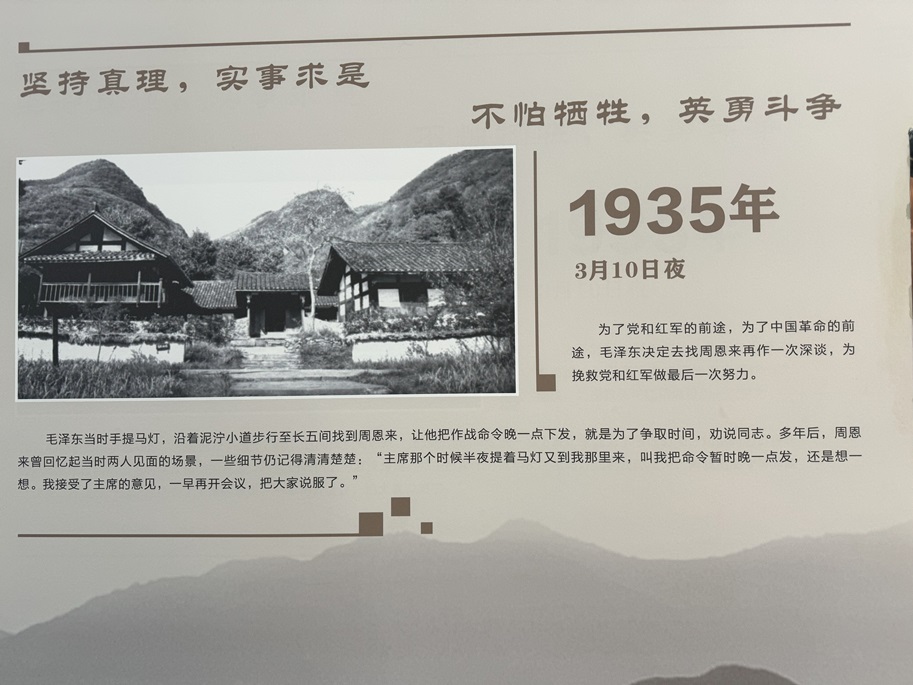 坚持真理，实事求是
不怕牺牲，英勇斗争
1935年
3月10日夜
为了党和红军的前途，为了中国革命的前
途，毛泽东决定去找周恩来再作一次深谈，为
挽救党和红军做最后一次努力。
毛泽东当时手提马灯，沿着泥泞小道步行至长五间找到周恩来，让他把作战命令晚一点下发，就是为了争取时间，劝说同志。多年后，周恩
来曾回忆起当时两人见面的场景，一些细节仍记得清清楚楚：“主席那个时候半夜提着马灯又到我那里来，叫我把命令暂时晚一点发，还是想一
想。我接受了主席的意见，一早再开会议，把大家说服了。”